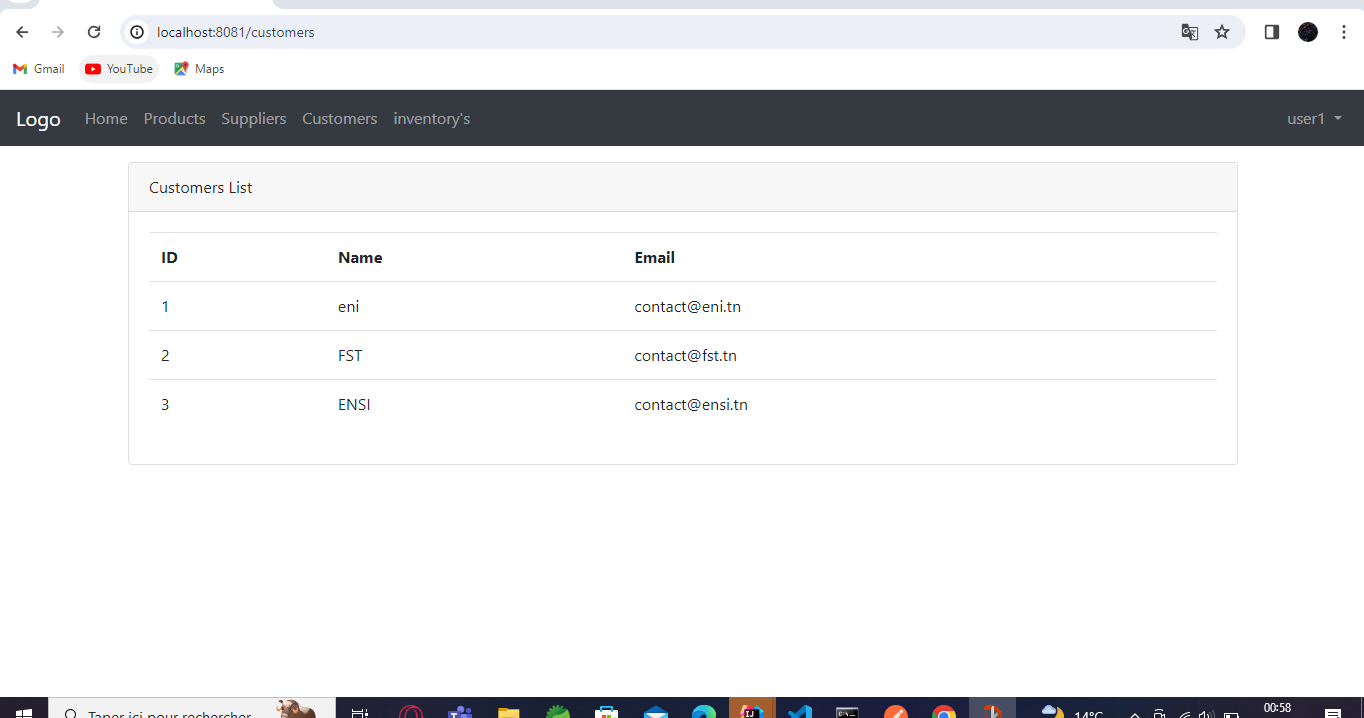 localhost:8081/customers
Gmail YouTube Maps
Logo Home Products Suppliers Customers inventory's user1
Customers List
ID Name Email
1 eni contact@eni.tn
2 FST contact@fst.tn
3 ENSI contact@ensi.tn
Taper ici pour rechercher 14°C 00:58